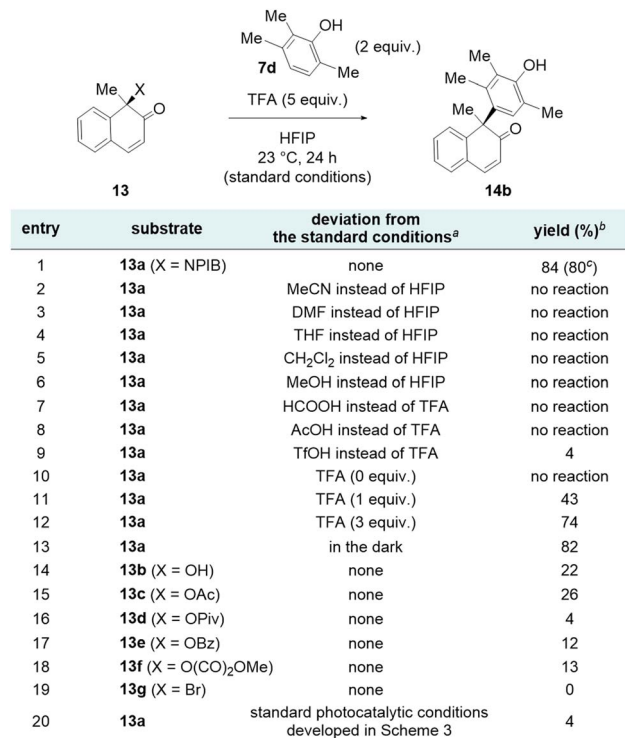 Me
OH
Me
Me
7d
(2 equiv.)
Me
X
O
TFA (5 equiv.)
HFIP
23 °C, 24 h
(standard conditions)
Me
OH
Me
Me
Me
O
13
14b
entry substrate deviation from the standard conditionsᵃ yield (%)ᵇ
1 13a (X = NPIB) none 84 (80ᶜ)
2 13a MeCN instead of HFIP no reaction
3 13a DMF instead of HFIP no reaction
4 13a THF instead of HFIP no reaction
5 13a CH₂Cl₂ instead of HFIP no reaction
6 13a MeOH instead of HFIP no reaction
7 13a HCOOH instead of TFA no reaction
8 13a AcOH instead of TFA no reaction
9 13a TfOH instead of TFA 4
10 13a TFA (0 equiv.) no reaction
11 13a TFA (1 equiv.) 43
12 13a TFA (3 equiv.) 74
13 13a in the dark 82
14 13b (X = OH) none 22
15 13c (X = OAc) none 26
16 13d (X = OPiv) none 4
17 13e (X = OBz) none 12
18 13f (X = O(CO)₂OMe) none 13
19 13g (X = Br) none 0
20 13a standard photocatalytic conditions developed in Scheme 3 4